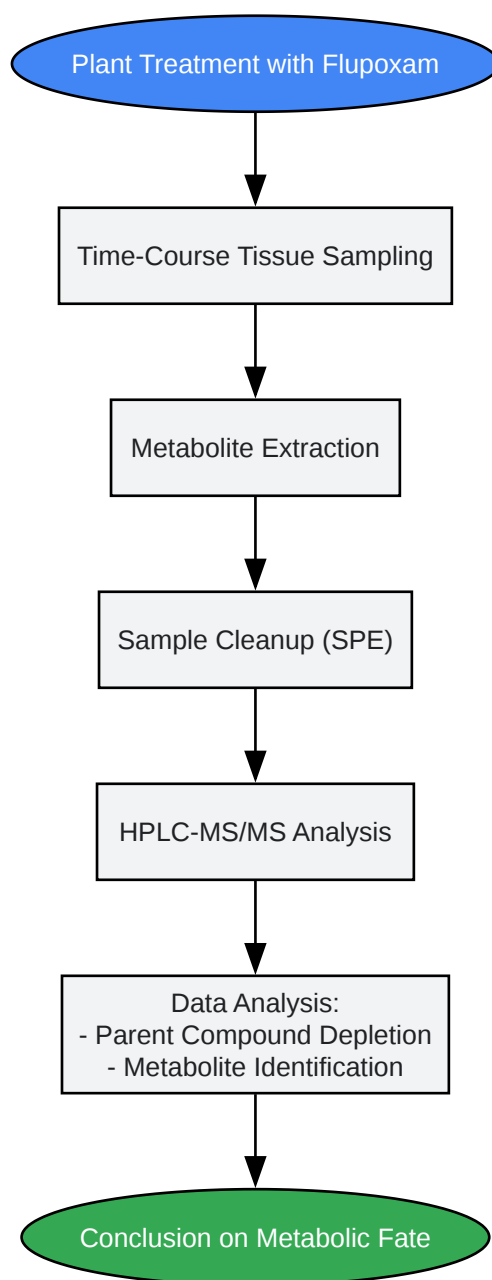 Plant Treatment with Flupoxam
Time-Course Tissue Sampling
Metabolite Extraction
Sample Cleanup (SPE)
HPLC-MS/MS Analysis
Data Analysis:
- Parent Compound Depletion
- Metabolite Identification
Conclusion on Metabolic Fate